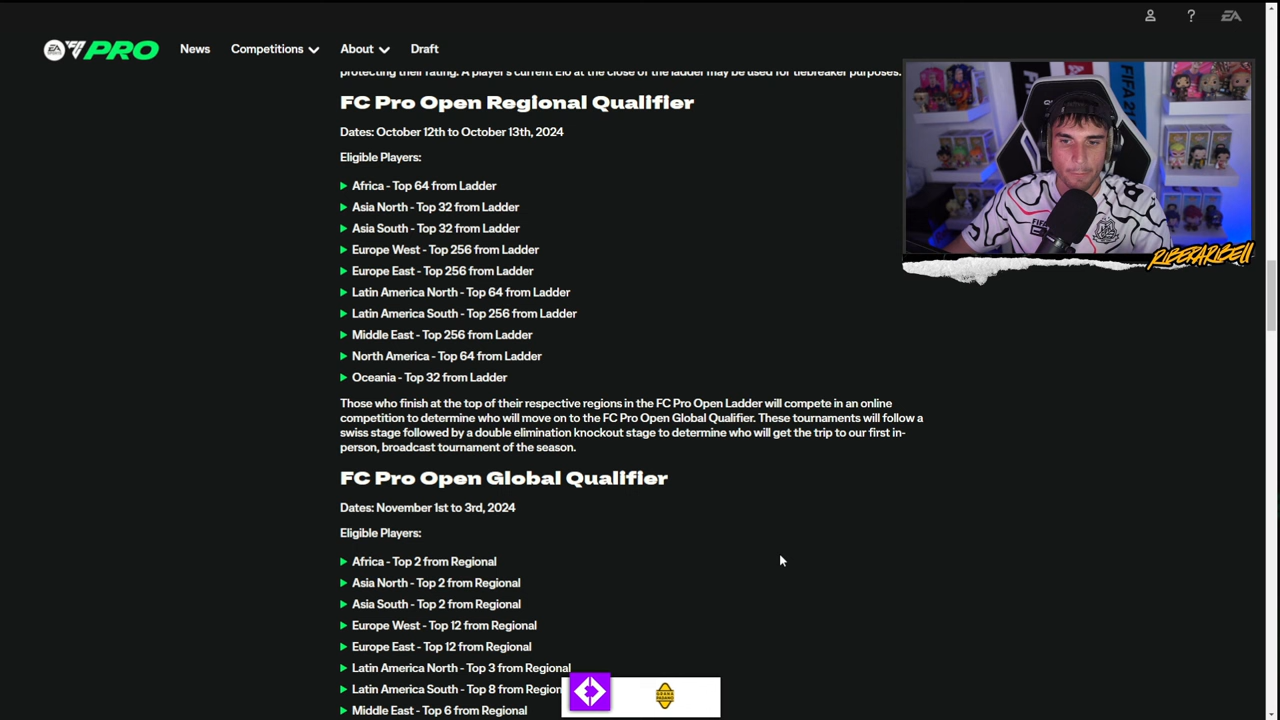 PRO News Competitions About Draft
?
EA
protecting their rating. A player's current Elo at the close of the ladder may be used for tiebreaker purposes.
FC Pro Open Regional Qualifier
Dates: October 12th to October 13th, 2024
Eligible Players:
Africa - Top 64 from Ladder
Asia North - Top 32 from Ladder
Asia South - Top 32 from Ladder
Europe West - Top 256 from Ladder
Europe East - Top 256 from Ladder
Latin America North - Top 64 from Ladder
Latin America South - Top 256 from Ladder
Middle East - Top 256 from Ladder
North America - Top 64 from Ladder
Oceania - Top 32 from Ladder
Those who finish at the top of their respective regions in the FC Pro Open Ladder will compete in an online
competition to determine who will move on to the FC Pro Open Global Qualifier. These tournaments will follow a
swiss stage followed by a double elimination knockout stage to determine who will get the trip to our first in-
person, broadcast tournament of the season.
FC Pro Open Global Qualifier
Dates: November 1st to 3rd, 2024
Eligible Players:
Africa - Top 2 from Regional
Asia North - Top 2 from Regional
Asia South - Top 2 from Regional
Europe West - Top 12 from Regional
Europe East - Top 12 from Regional
Latin America North - Top 3 from Regional
Latin America South - Top 8 from Region
Middle East - Top 6 from Regional
RIBERARIBELL